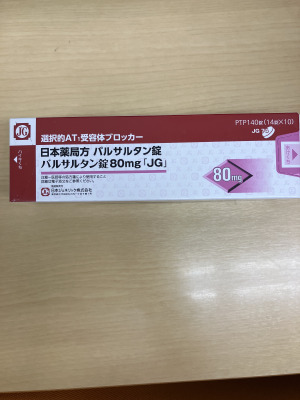 JG
選択的AT₁受容体ブロッカー
PTP140錠(14錠×10)
日本薬局方 バルサルタン錠
バルサルタン錠80mg「JG」
80mg
日本ジェネリック株式会社